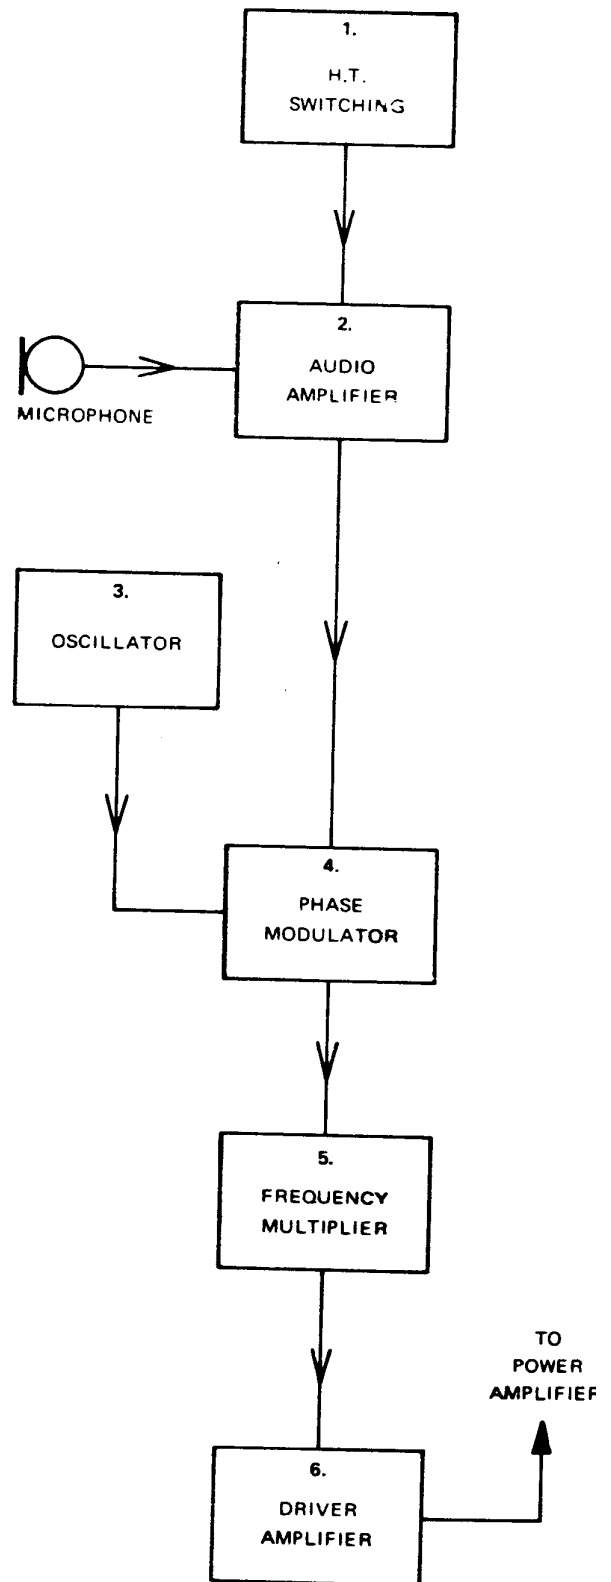 1.
H.T.
SWITCHING
2.
AUDIO
AMPLIFIER
MICROPHONE
3.
OSCILLATOR
4.
PHASE
MODULATOR
5.
FREQUENCY
MULTIPLIER
TO
POWER
AMPLIFIER
6.
DRIVER
AMPLIFIER